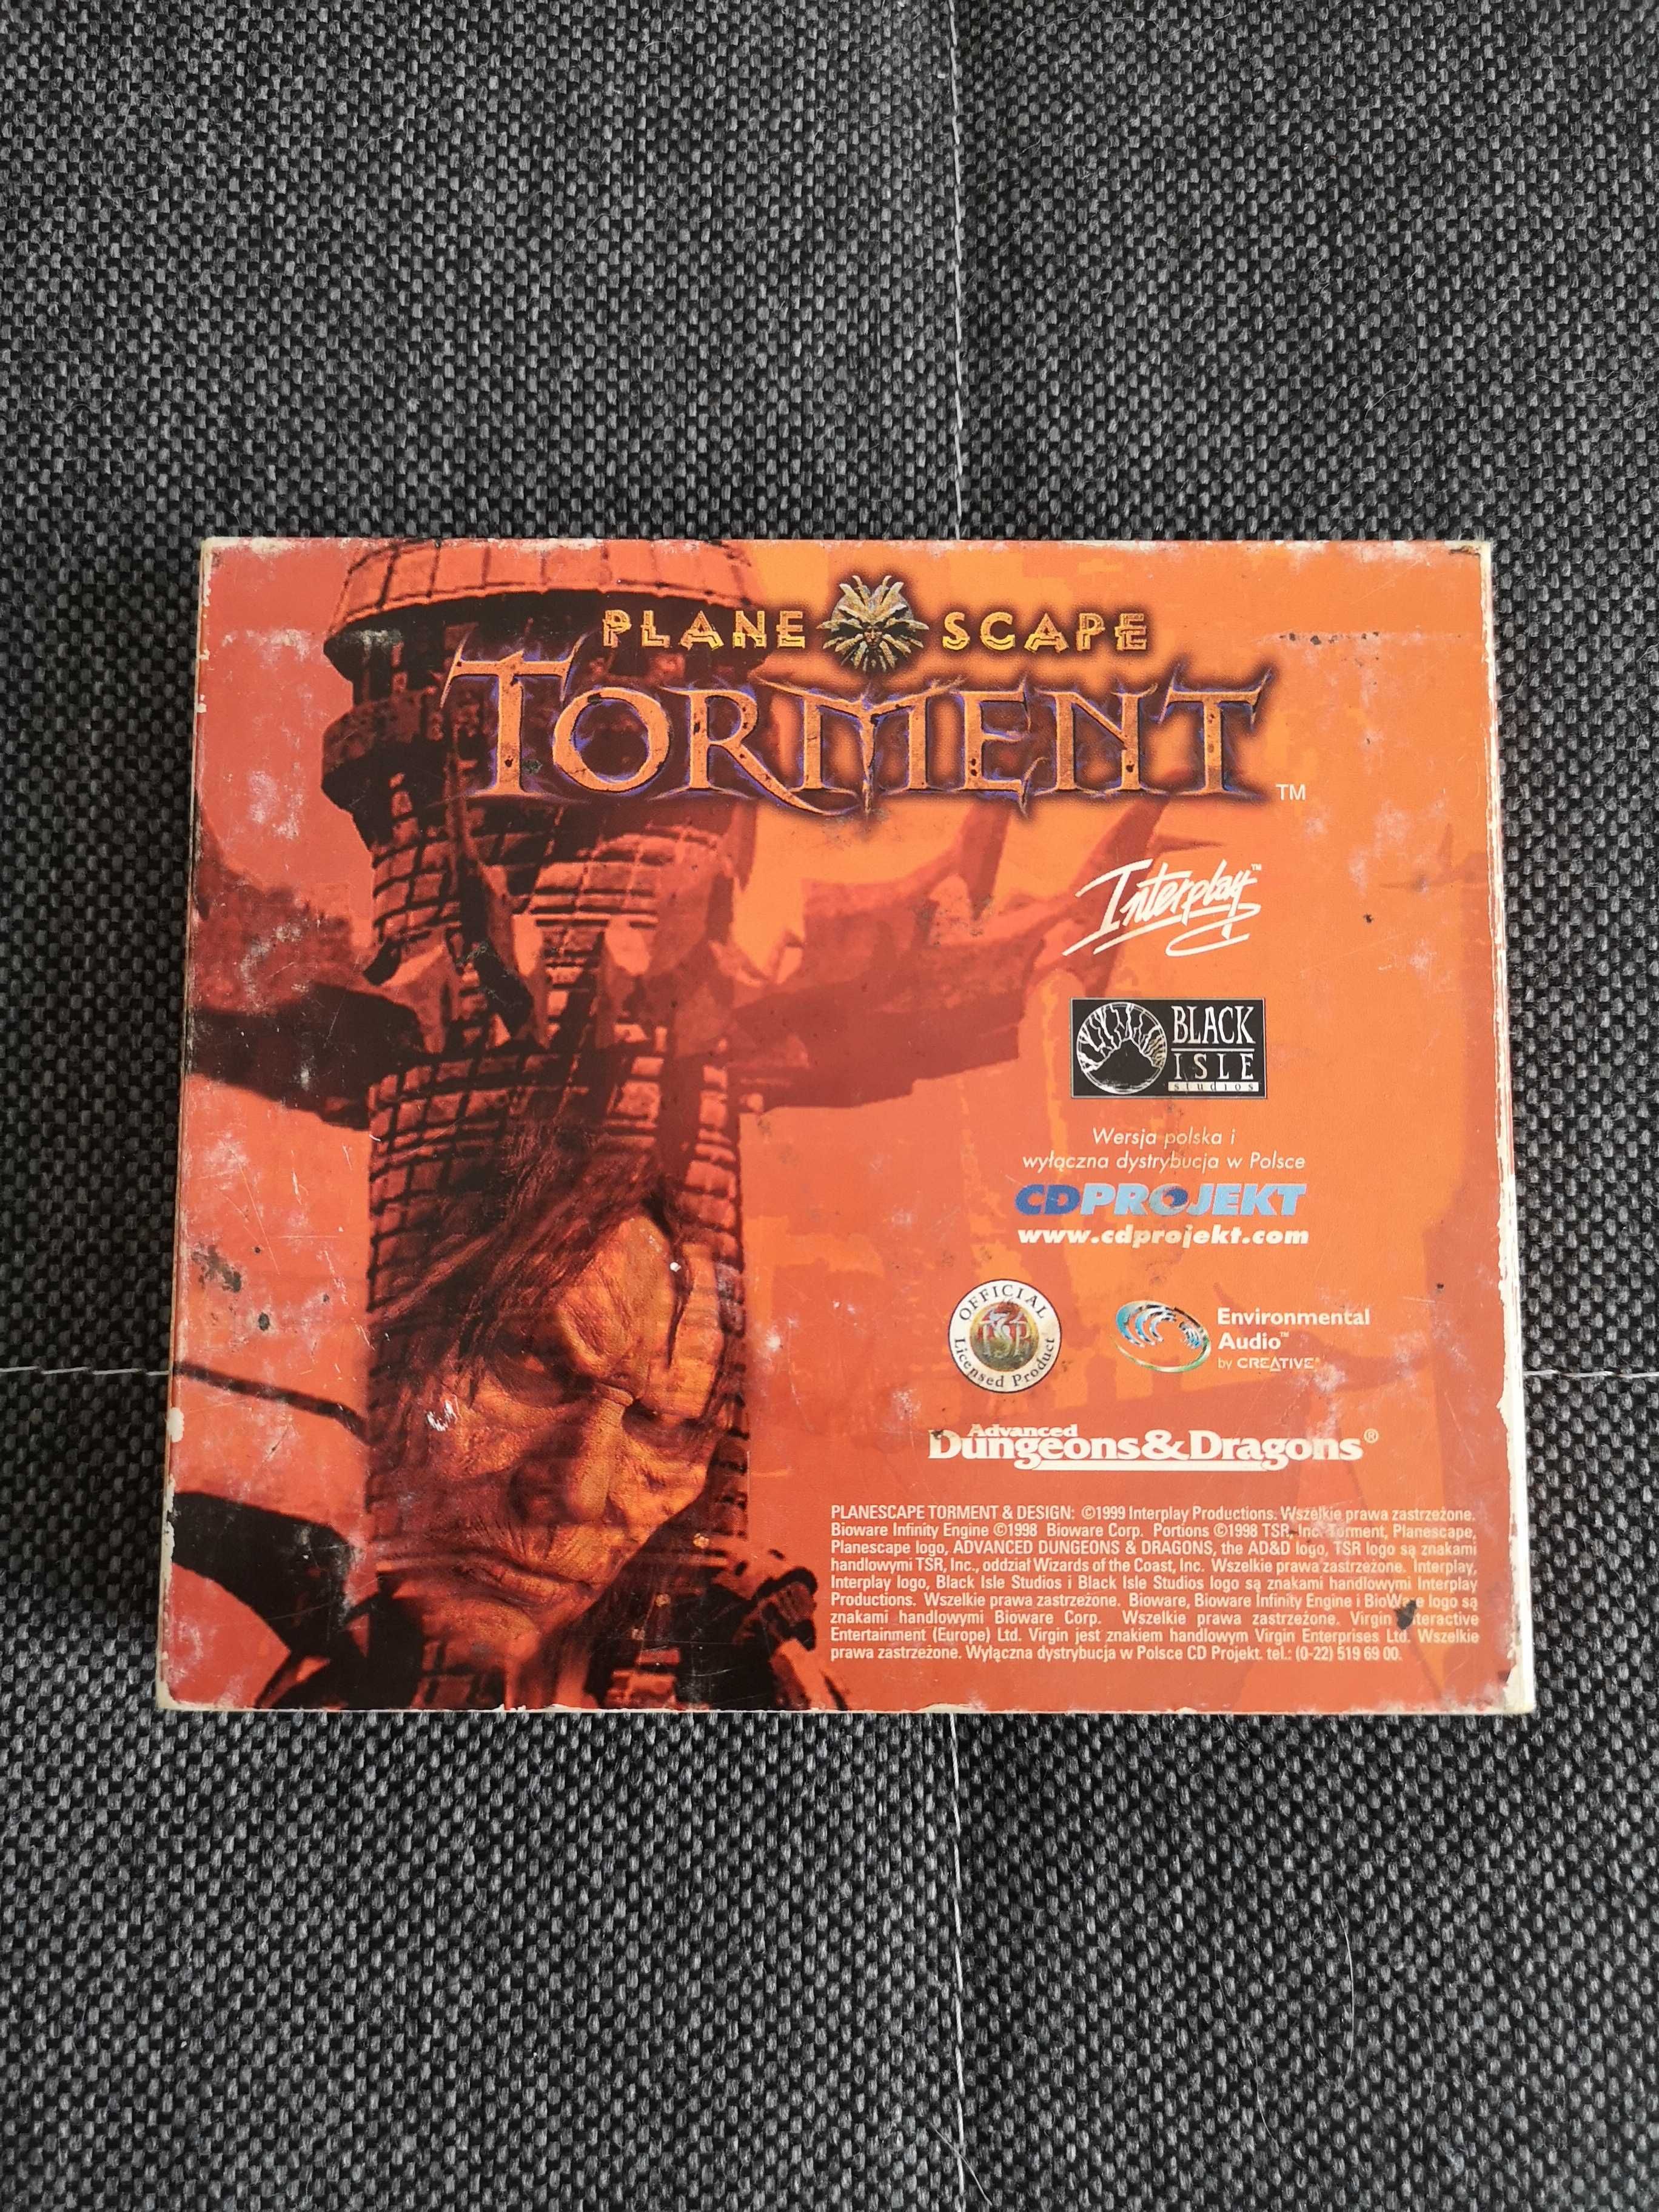 PLANE SCAPE
TORMENT™
Interplay™
BLACK
ISLE
studios
Wersja polska i
wyłączna dystrybucja w Polsce
CDPROJEKT
www.cdprojekt.com
OFFICIAL
TSR
Licensed Product
Environmental
Audio™
by CREATIVE®
Advanced
Dungeons&Dragons®
PLANESCAPE TORMENT & DESIGN: ©1999 Interplay Productions. Wszelkie prawa zastrzeżone.
Bioware Infinity Engine ©1998 Bioware Corp. Portions ©1998 TSR, Inc. Torment, Planescape,
Planescape logo, ADVANCED DUNGEONS & DRAGONS, the AD&D logo, TSR logo są znakami
handlowymi TSR, Inc., oddział Wizards of the Coast, Inc. Wszelkie prawa zastrzeżone. Interplay,
Interplay logo, Black Isle Studios i Black Isle Studios logo są znakami handlowymi Interplay
Productions. Wszelkie prawa zastrzeżone. Bioware, Bioware Infinity Engine i BioWare logo są
znakami handlowymi Bioware Corp. Wszelkie prawa zastrzeżone. Virgin Interactive
Entertainment (Europe) Ltd. Virgin jest znakiem handlowym Virgin Enterprises Ltd. Wszelkie
prawa zastrzeżone. Wyłączna dystrybucja w Polsce CD Projekt. tel.: (0-22) 519 69 00.